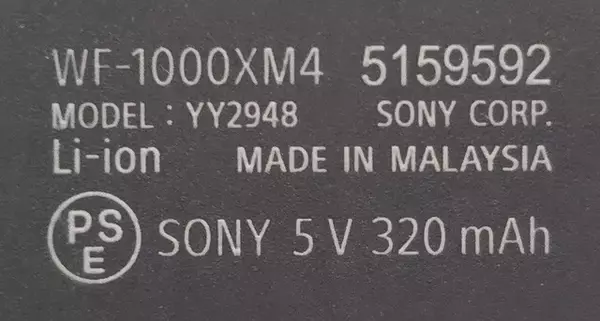 WF-1000XM4 5159592
MODEL : YY2948 SONY CORP.
Li-ion MADE IN MALAYSIA
PS E SONY 5 V 320 mAh